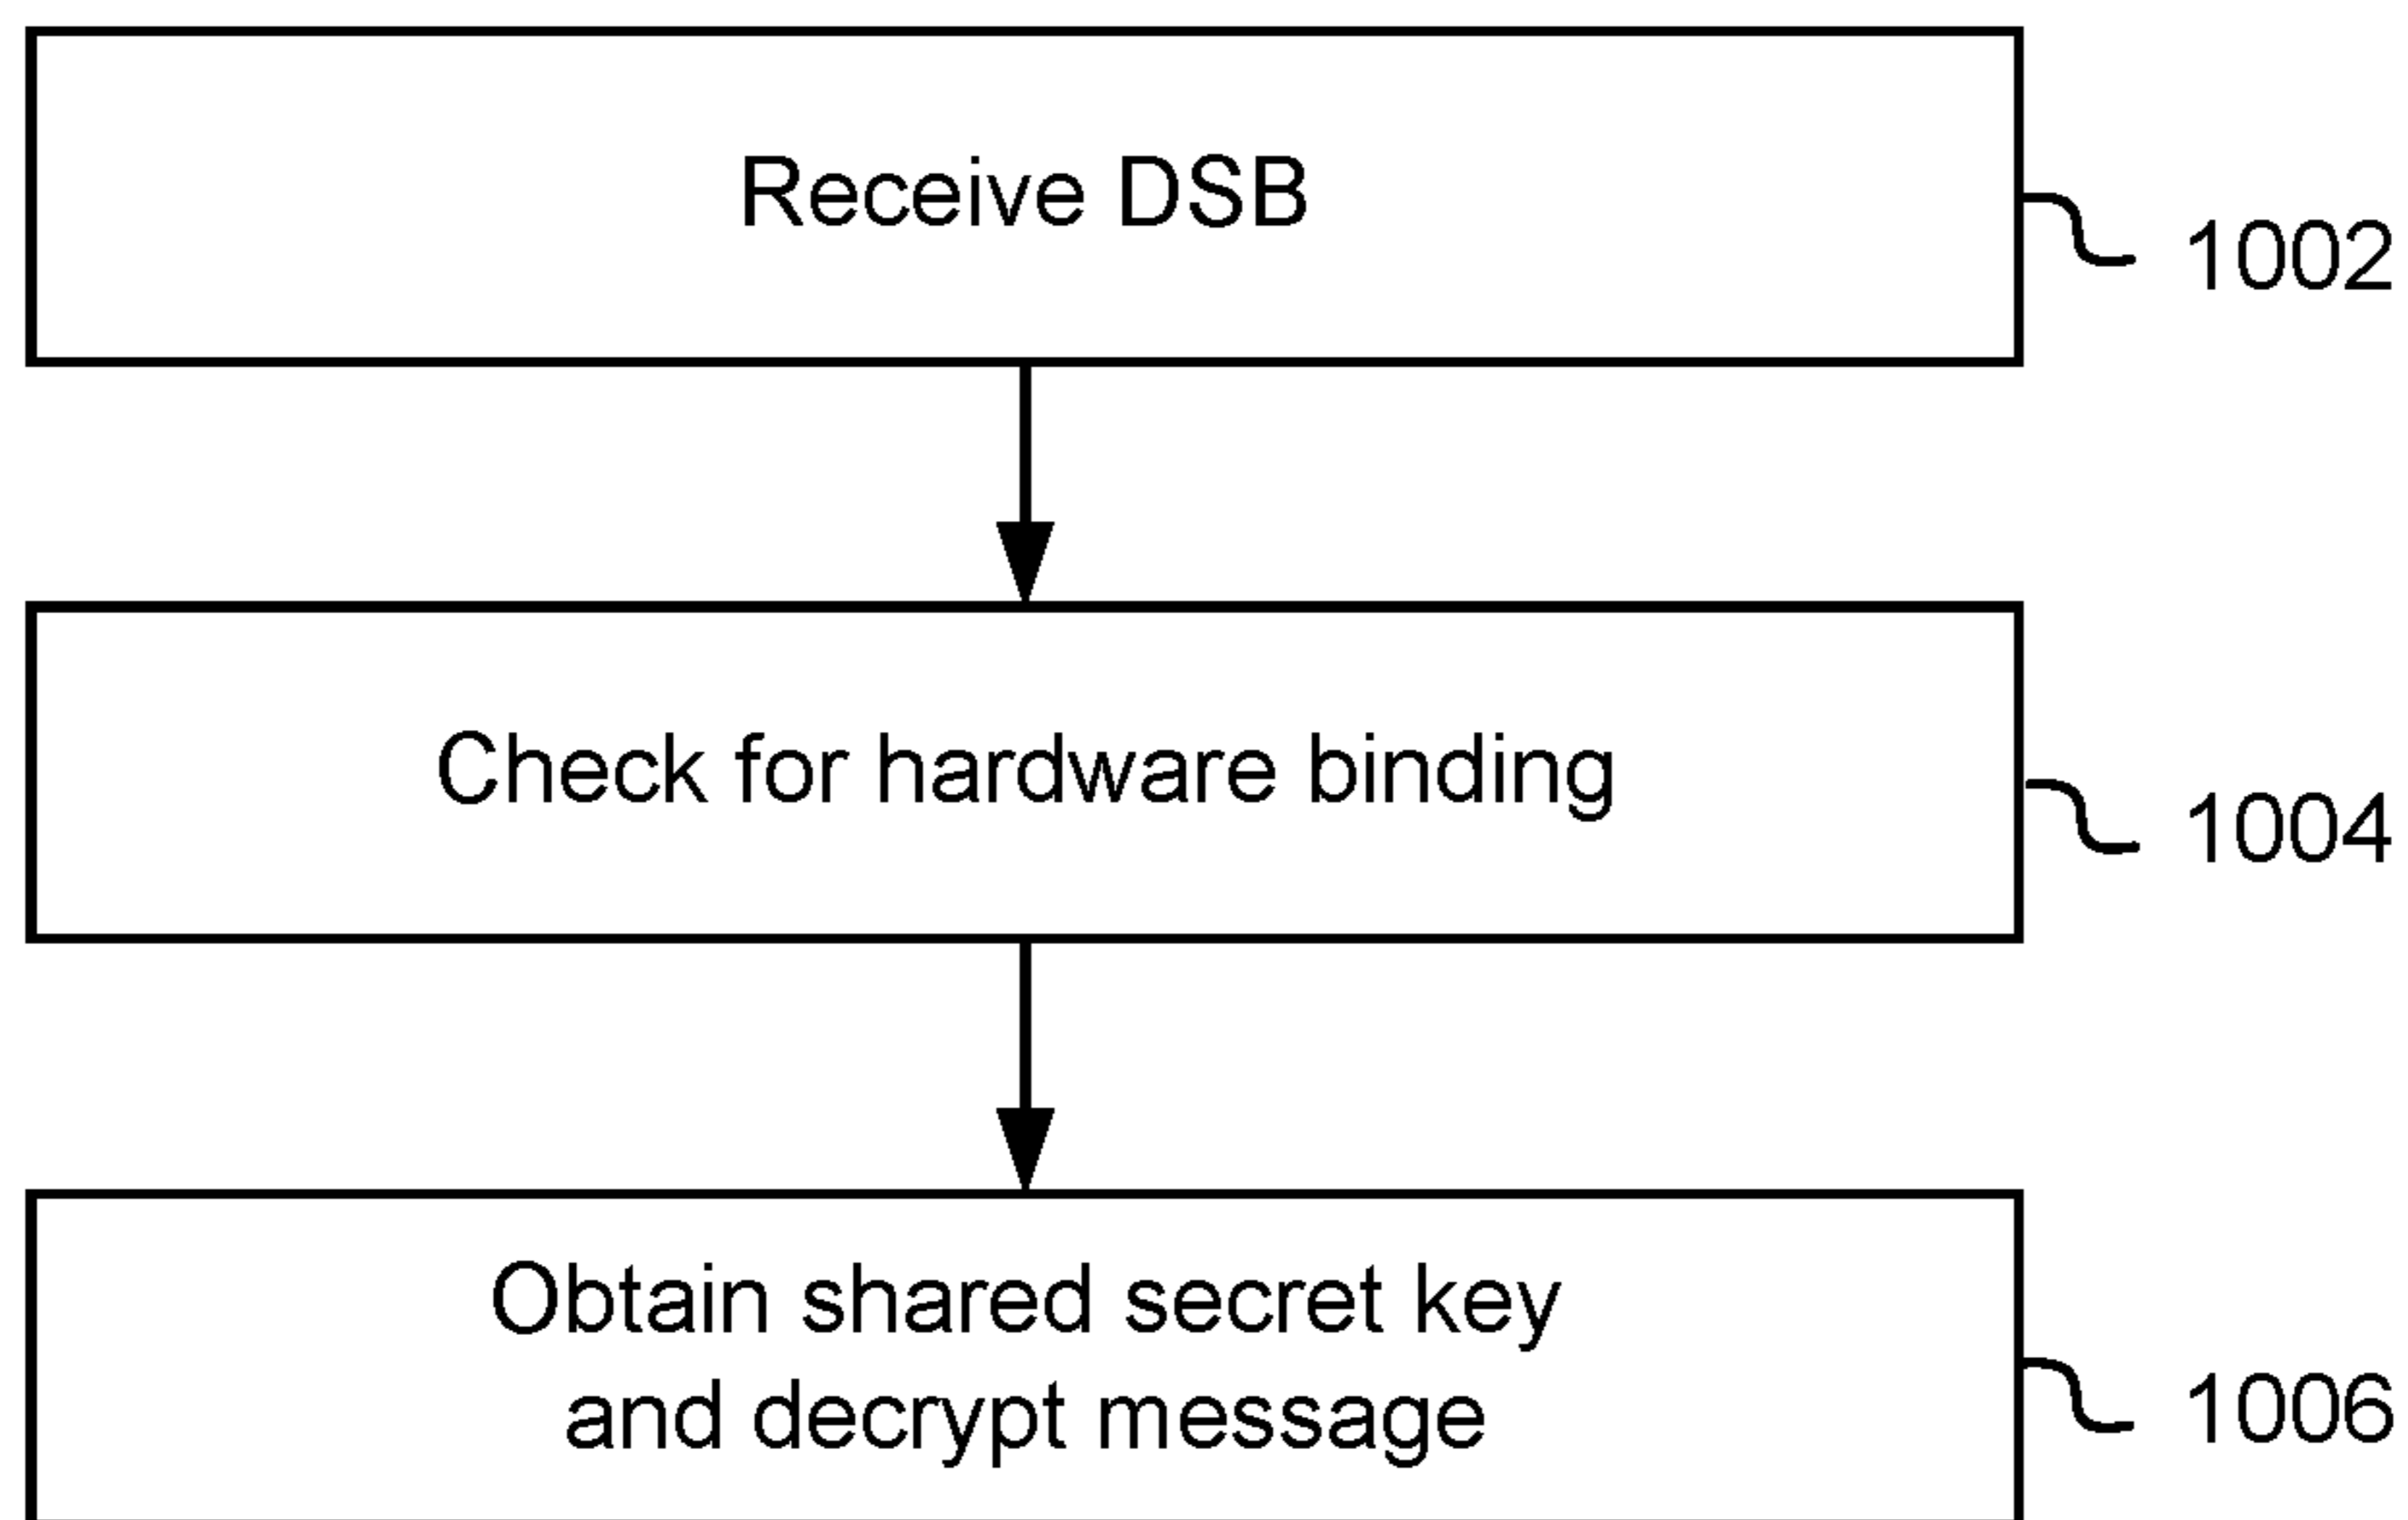 Receive DSB
1002
Check for hardware binding
1004
Obtain shared secret key
and decrypt message
1006